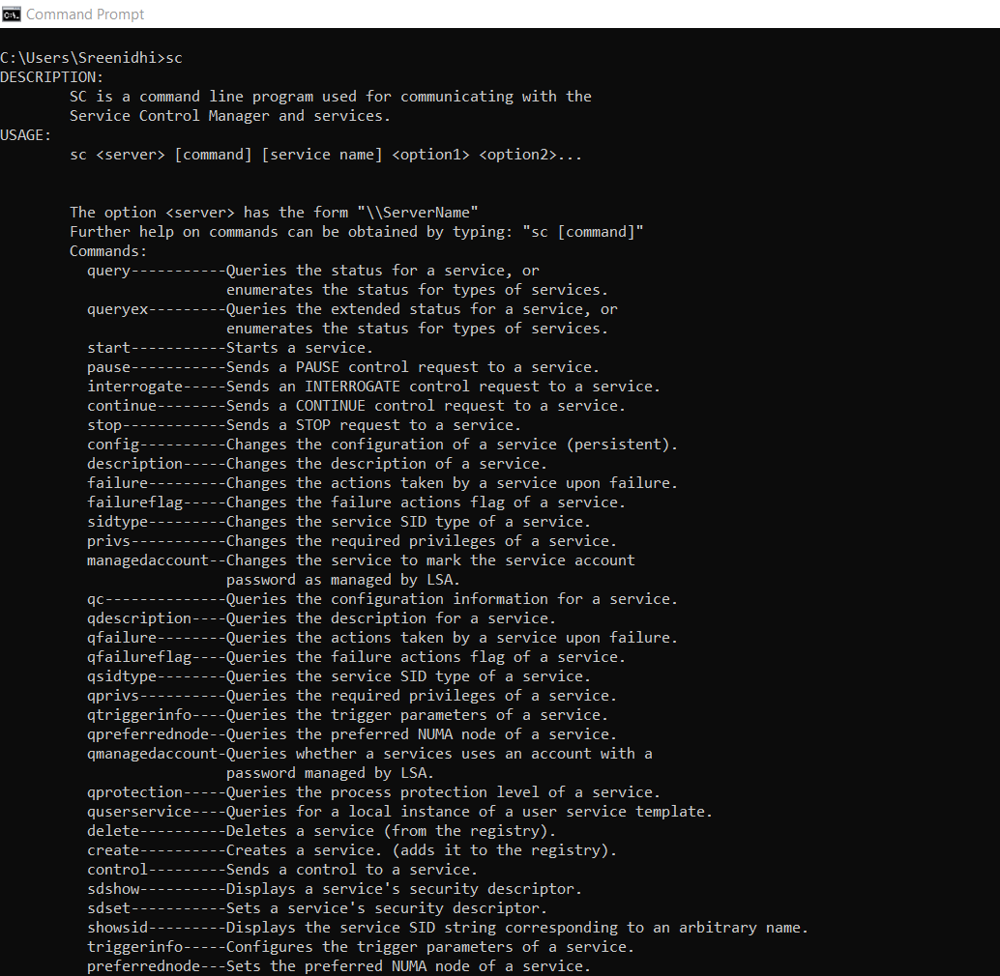 Command Prompt
C:\Users\Sreenidhi>sc
DESCRIPTION:
        SC is a command line program used for communicating with the
        Service Control Manager and services.
USAGE:
        sc <server> [command] [service name] <option1> <option2>...


        The option <server> has the form "\\ServerName"
        Further help on commands can be obtained by typing: "sc [command]"
        Commands:
          query-----------Queries the status for a service, or
                          enumerates the status for types of services.
          queryex---------Queries the extended status for a service, or
                          enumerates the status for types of services.
          start-----------Starts a service.
          pause-----------Sends a PAUSE control request to a service.
          interrogate-----Sends an INTERROGATE control request to a service.
          continue--------Sends a CONTINUE control request to a service.
          stop------------Sends a STOP request to a service.
          config----------Changes the configuration of a service (persistent).
          description-----Changes the description of a service.
          failure---------Changes the actions taken by a service upon failure.
          failureflag-----Changes the failure actions flag of a service.
          sidtype---------Changes the service SID type of a service.
          privs-----------Changes the required privileges of a service.
          managedaccount--Changes the service to mark the service account
                          password as managed by LSA.
          qc--------------Queries the configuration information for a service.
          qdescription----Queries the description for a service.
          qfailure--------Queries the actions taken by a service upon failure.
          qfailureflag----Queries the failure actions flag of a service.
          qsidtype--------Queries the service SID type of a service.
          qprivs----------Queries the required privileges of a service.
          qtriggerinfo----Queries the trigger parameters of a service.
          qpreferrednode--Queries the preferred NUMA node of a service.
          qmanagedaccount-Queries whether a services uses an account with a
                          password managed by LSA.
          qprotection-----Queries the process protection level of a service.
          quserservice----Queries for a local instance of a user service template.
          delete----------Deletes a service (from the registry).
          create----------Creates a service. (adds it to the registry).
          control---------Sends a control to a service.
          sdshow----------Displays a service's security descriptor.
          sdset-----------Sets a service's security descriptor.
          showsid---------Displays the service SID string corresponding to an arbitrary name.
          triggerinfo-----Configures the trigger parameters of a service.
          preferrednode---Sets the preferred NUMA node of a service.